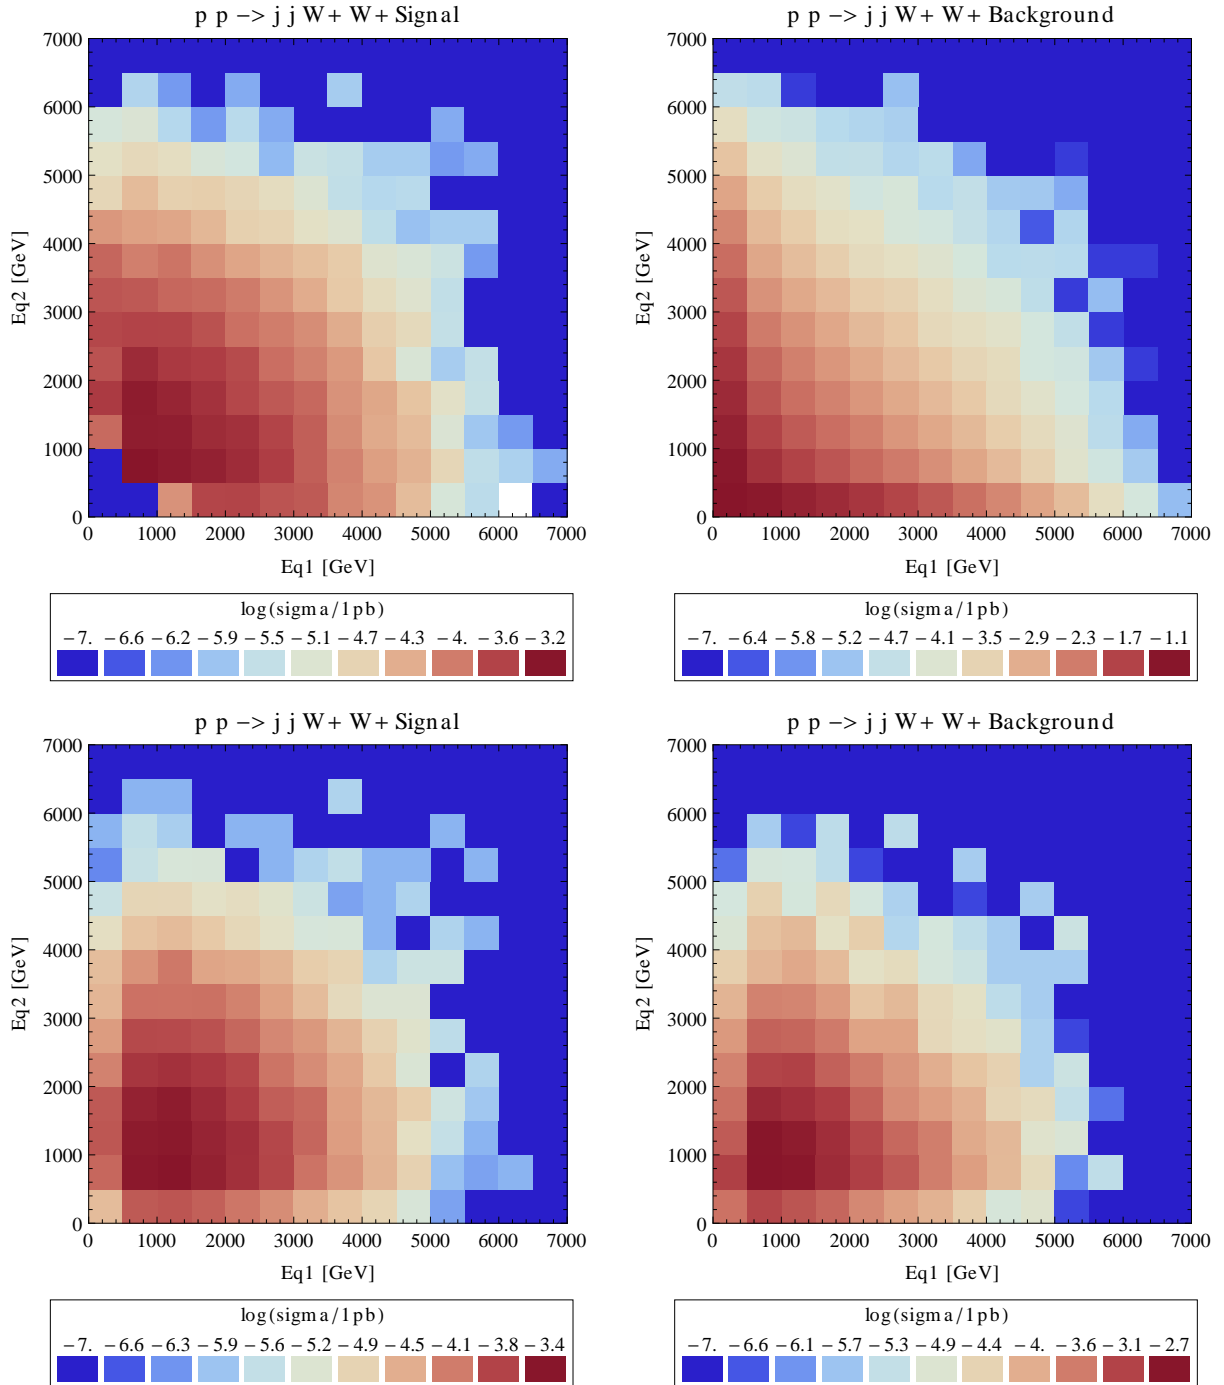 p p −> j j W+ W+ Signal
7000
6000
5000
4000
3000
2000
1000
0
Eq2 [GeV]
0 1000 2000 3000 4000 5000 6000 7000
Eq1 [GeV]
log(sigma/1pb)
−7. −6.6 −6.2 −5.9 −5.5 −5.1 −4.7 −4.3 −4. −3.6 −3.2
p p −> j j W+ W+ Background
7000
6000
5000
4000
3000
2000
1000
0
Eq2 [GeV]
0 1000 2000 3000 4000 5000 6000 7000
Eq1 [GeV]
log(sigma/1pb)
−7. −6.4 −5.8 −5.2 −4.7 −4.1 −3.5 −2.9 −2.3 −1.7 −1.1
p p −> j j W+ W+ Signal
7000
6000
5000
4000
3000
2000
1000
0
Eq2 [GeV]
0 1000 2000 3000 4000 5000 6000 7000
Eq1 [GeV]
log(sigma/1pb)
−7. −6.6 −6.3 −5.9 −5.6 −5.2 −4.9 −4.5 −4.1 −3.8 −3.4
p p −> j j W+ W+ Background
7000
6000
5000
4000
3000
2000
1000
0
Eq2 [GeV]
0 1000 2000 3000 4000 5000 6000 7000
Eq1 [GeV]
log(sigma/1pb)
−7. −6.6 −6.1 −5.7 −5.3 −4.9 −4.4 −4. −3.6 −3.1 −2.7